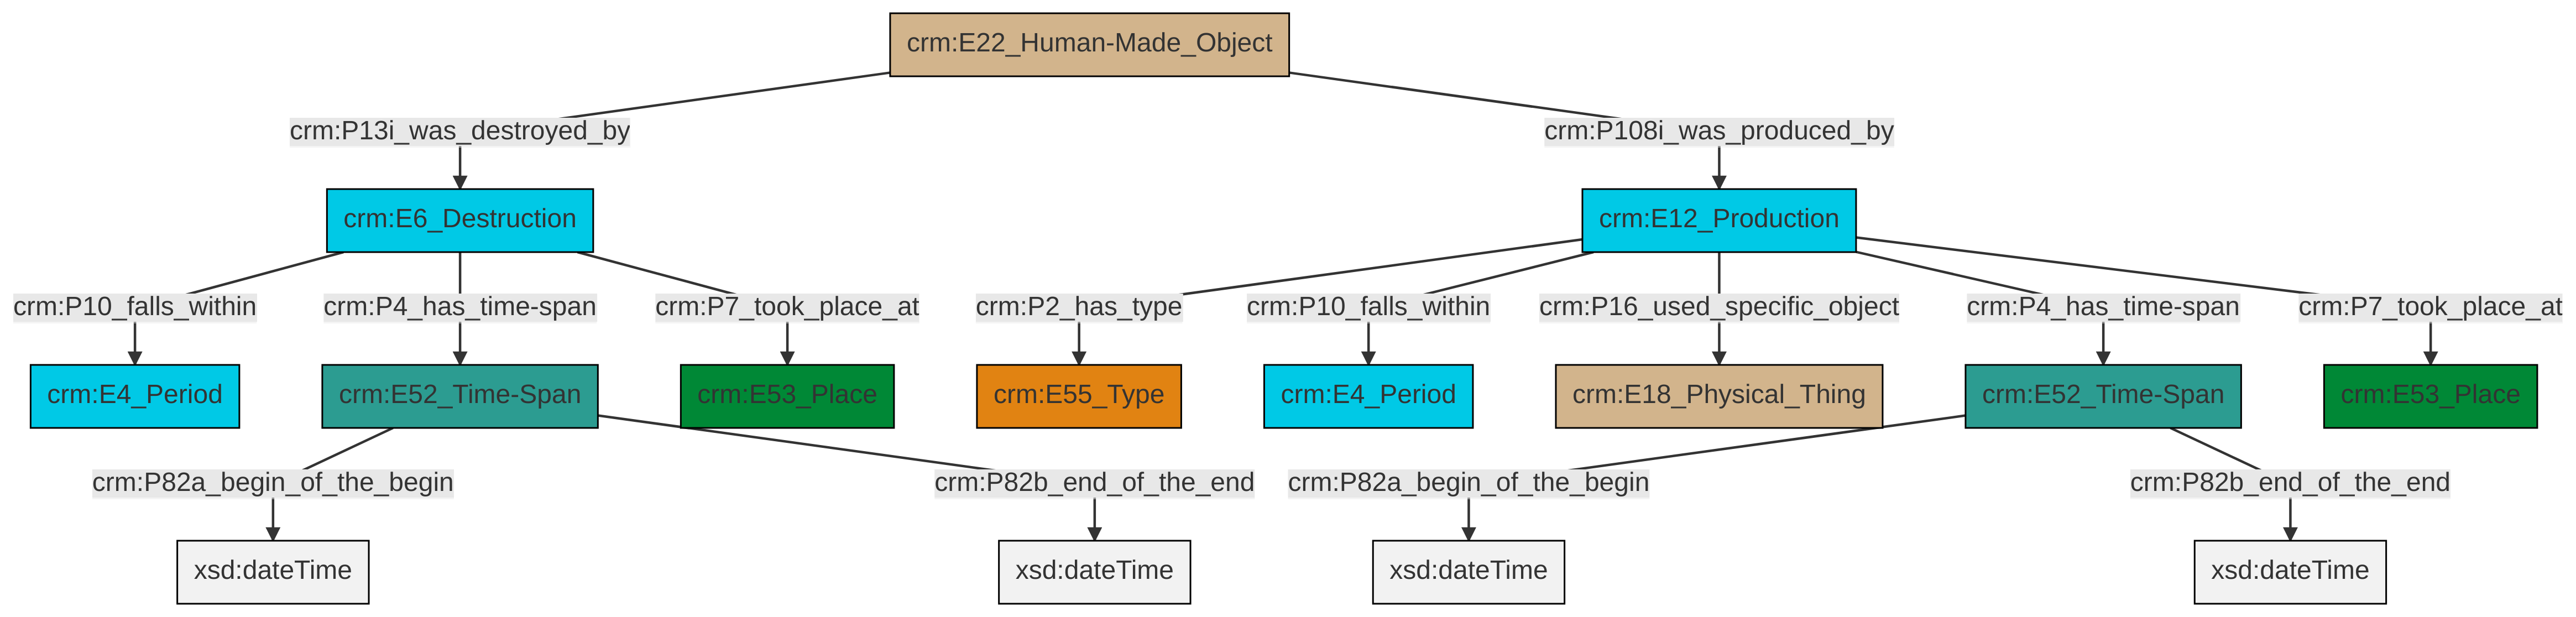 crm:E22_Human-Made_Object
crm:P13i_was_destroyed_by
crm:P108i_was_produced_by
crm:E6_Destruction
crm:E12_Production
crm:P10_falls_within
crm:P4_has_time-span
crm:P7_took_place_at
crm:P2_has_type
crm:P10_falls_within
crm:P16_used_specific_object
crm:P4_has_time-span
crm:P7_took_place_at
crm:E4_Period
crm:E52_Time-Span
crm:E53_Place
crm:E55_Type
crm:E4_Period
crm:E18_Physical_Thing
crm:E52_Time-Span
crm:E53_Place
crm:P82a_begin_of_the_begin
crm:P82b_end_of_the_end
crm:P82a_begin_of_the_begin
crm:P82b_end_of_the_end
xsd:dateTime
xsd:dateTime
xsd:dateTime
xsd:dateTime